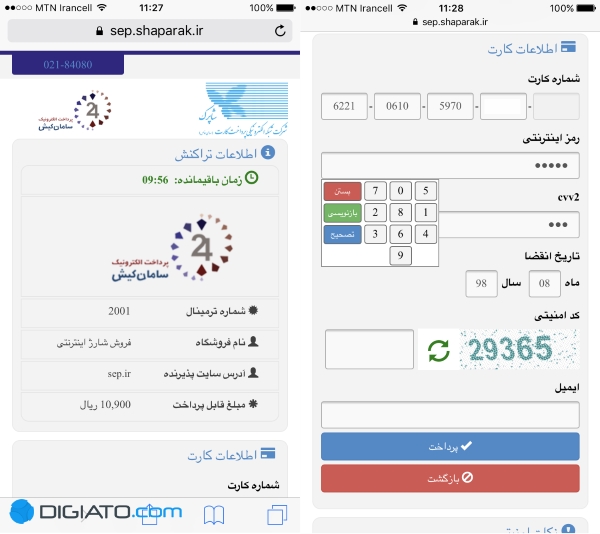 MTN Irancell 11:27 100%
sep.shaparak.ir
021-84080
شاپرک
شرکت شبکه الکترونیکی پرداخت کارت
24
پرداخت الکترونیک
سامان‌کیش
اطلاعات تراکنش
زمان باقیمانده: 09:56
24
پرداخت الکترونیک
سامان‌کیش
شماره ترمینال 2001
نام فروشگاه فروش شارژ اینترنتی
آدرس سایت پذیرنده sep.ir
مبلغ قابل پرداخت 10,900 ریال
اطلاعات کارت
شماره کارت
DIGIATO.com
MTN Irancell 11:28 100%
sep.shaparak.ir
اطلاعات کارت
شماره کارت
6221 - 0610 - 5970 - -
رمز اینترنتی
•••••
بستن 7 0 5
بازنویسی 2 8 1
تصحیح 3 6 4
9
cvv2
•••
تاریخ انقضا
ماه 08 سال 98
کد امنیتی
29365
ایمیل
پرداخت
بازگشت
نکات امنیتی